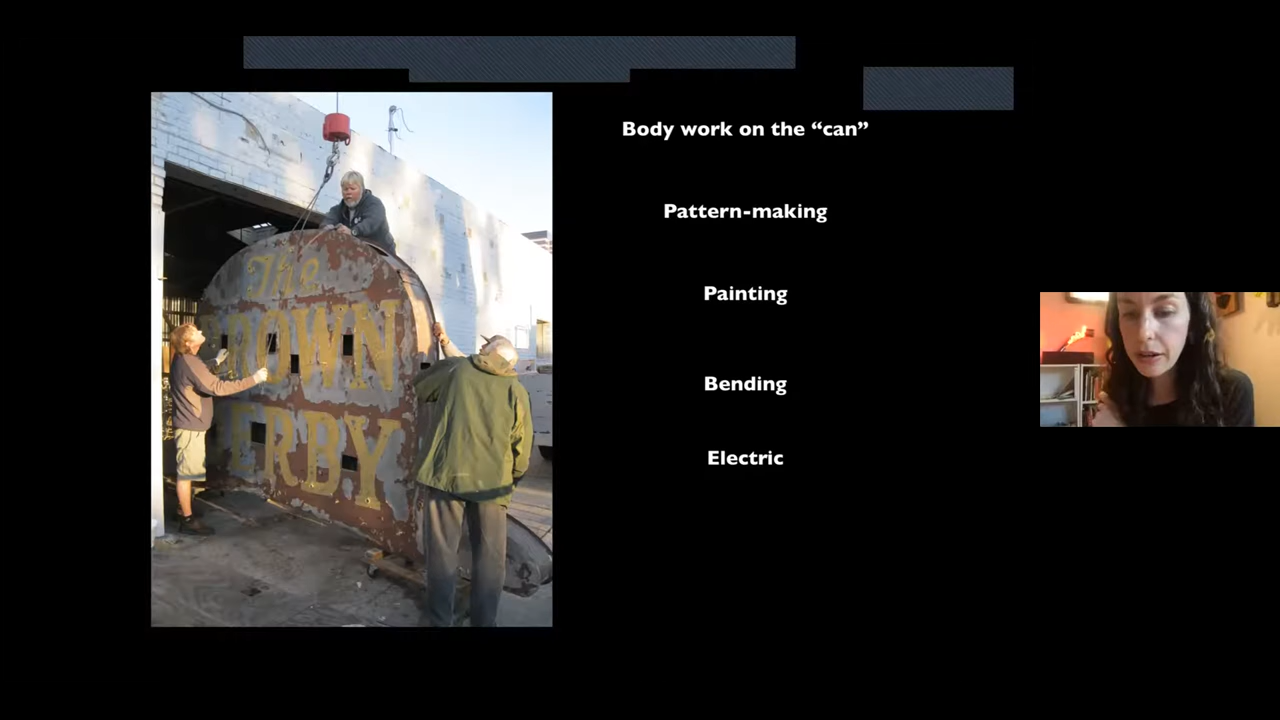 Body work on the “can”
Pattern-making
Painting
Bending
Electric
The
BROWN
DERBY